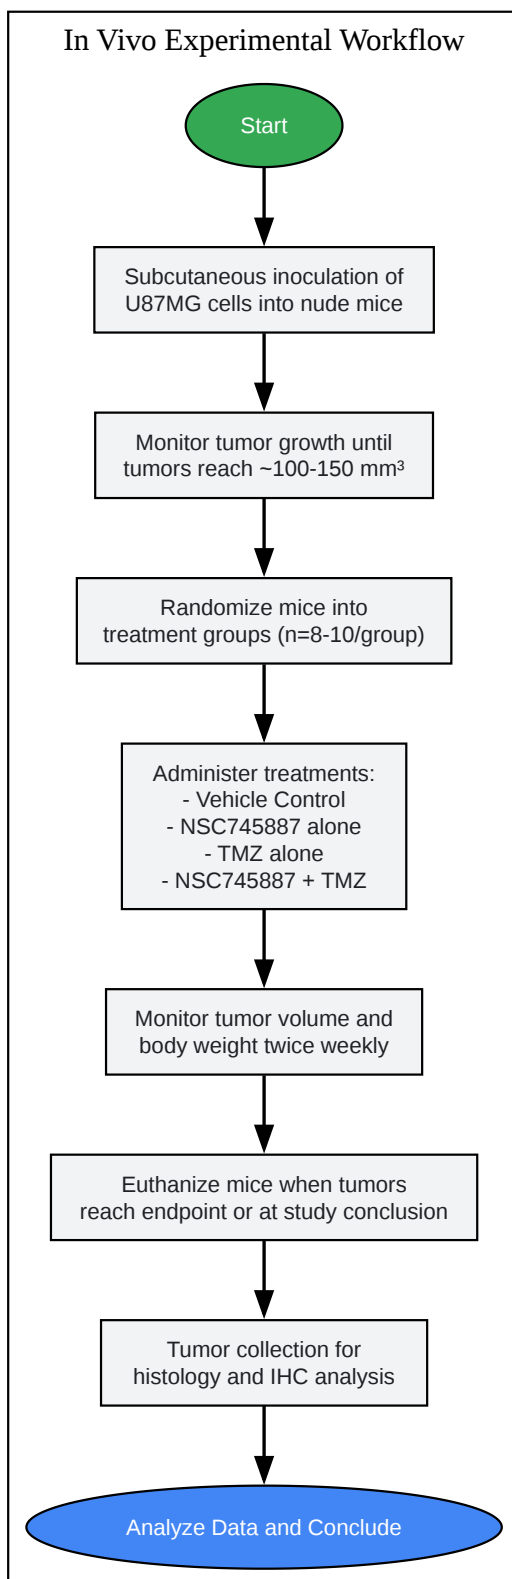 In Vivo Experimental Workflow
Start
Subcutaneous inoculation of
U87MG cells into nude mice
Monitor tumor growth until
tumors reach ~100-150 mm³
Randomize mice into
treatment groups (n=8-10/group)
Administer treatments:
- Vehicle Control
- NSC745887 alone
- TMZ alone
- NSC745887 + TMZ
Monitor tumor volume and
body weight twice weekly
Euthanize mice when tumors
reach endpoint or at study conclusion
Tumor collection for
histology and IHC analysis
Analyze Data and Conclude